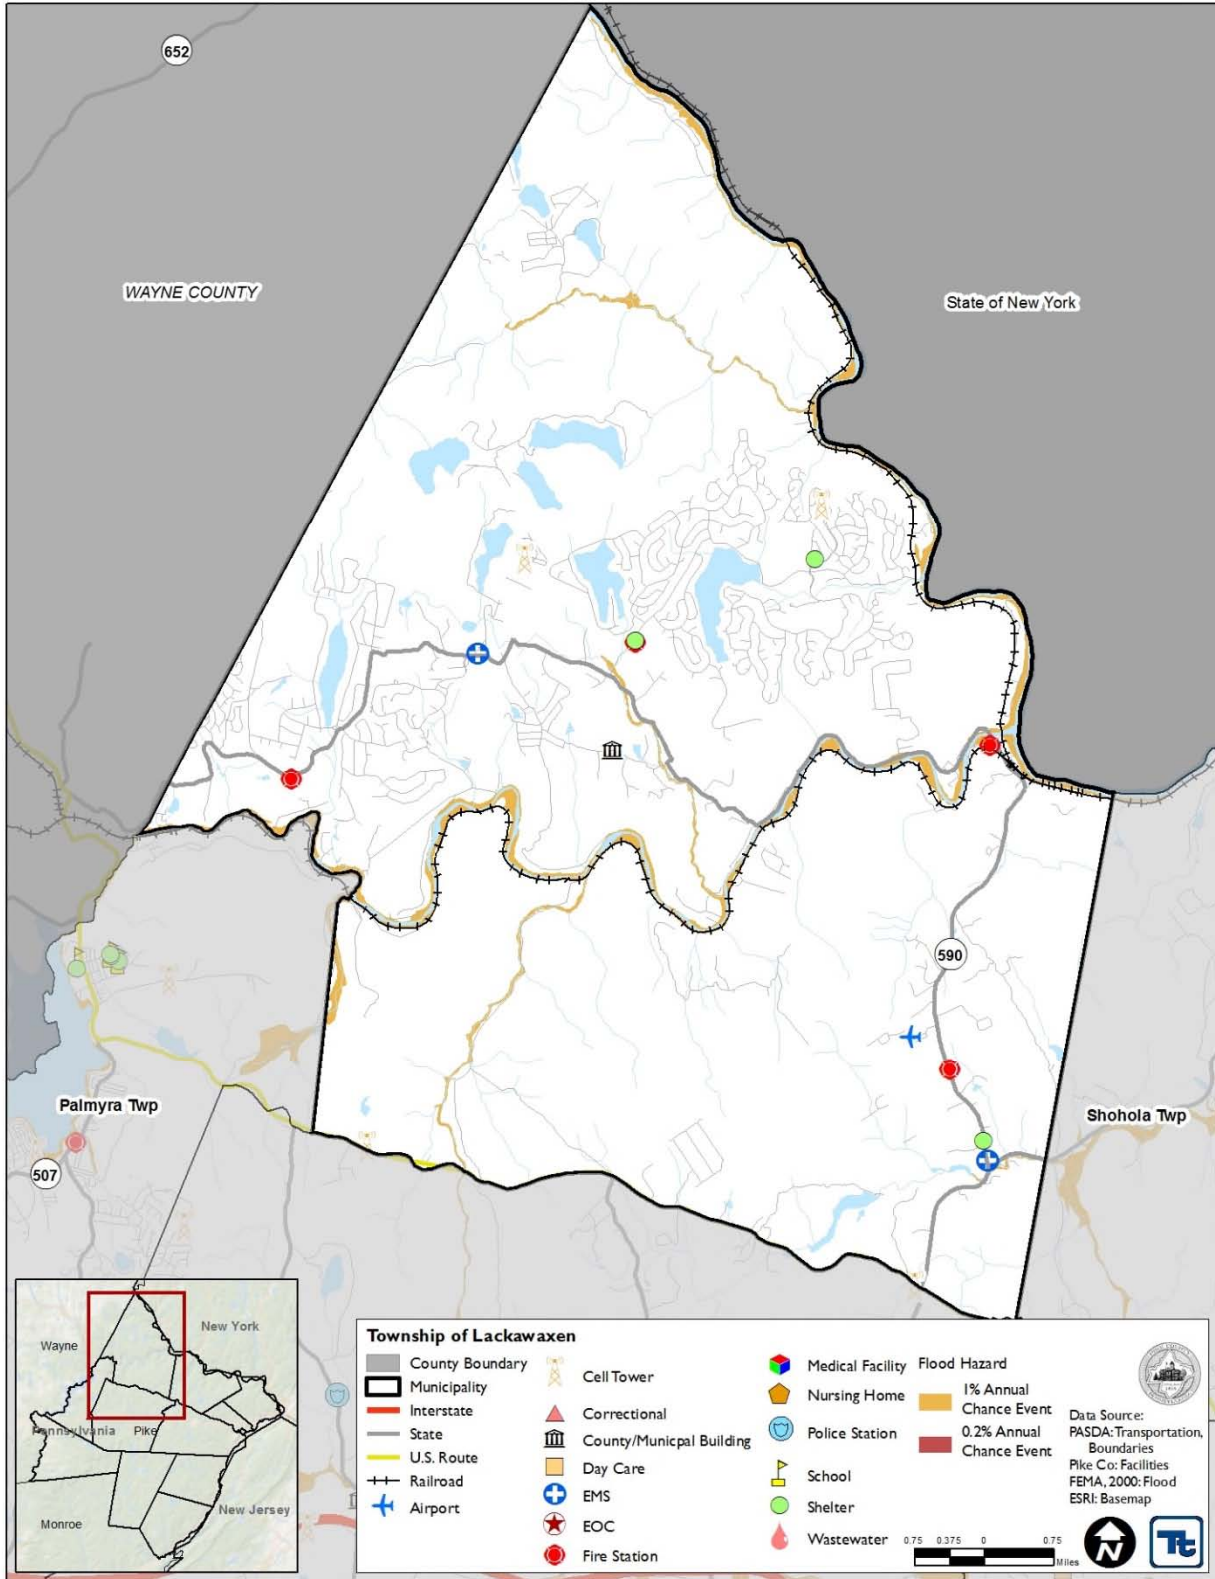 652
WAYNE COUNTY
State of New York
590
Palmyra Twp
Shohola Twp
507
Wayne
New York
Pennsylvania
Pike
New Jersey
Monroe
Township of Lackawaxen
County Boundary
Municipality
Interstate
State
U.S. Route
Railroad
Airport
Cell Tower
Correctional
County/Municpal Building
Day Care
EMS
EOC
Fire Station
Medical Facility
Nursing Home
Police Station
School
Shelter
Wastewater
Flood Hazard
1% Annual
Chance Event
0.2% Annual
Chance Event
Data Source:
PASDA: Transportation,
Boundaries
Pike Co: Facilities
FEMA, 2000: Flood
ESRI: Basemap
0.75 0.375 0 0.75
Miles
N
Tt